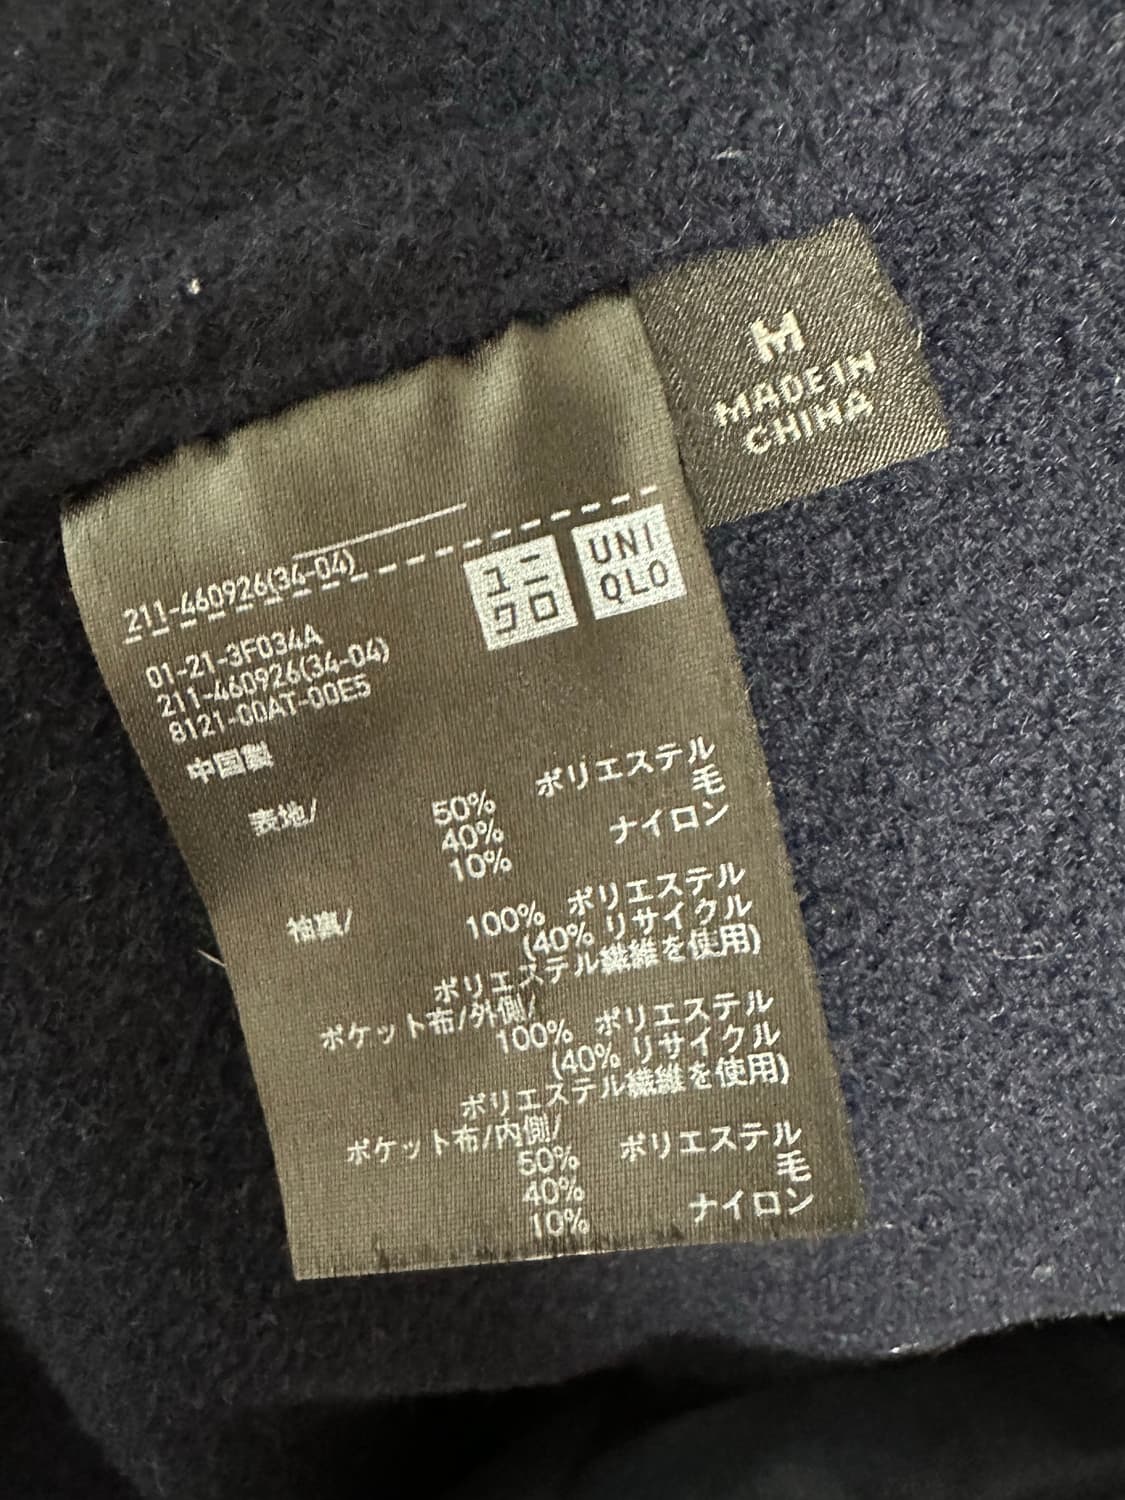 M
MADE IN
CHINA
211-460926(34-04)
ユニ
クロ
UNI
QLO
01-21-3F034A
211-460926(34-04)
8121-00AT-00E5
中国製
表地/
50% ポリエステル
40% 毛
10% ナイロン
袖裏/
100% ポリエステル
(40% リサイクル
ポリエステル繊維を使用)
ポケット布/外側/
100% ポリエステル
(40% リサイクル
ポリエステル繊維を使用)
ポケット布/内側/
50% ポリエステル
40% 毛
10% ナイロン